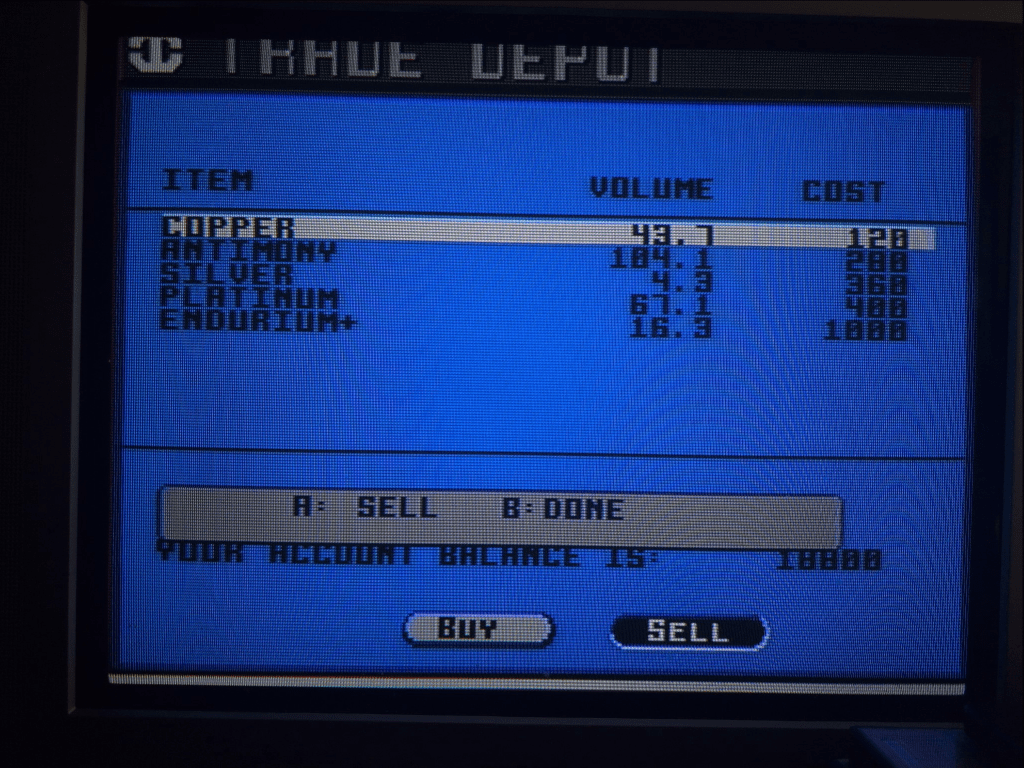 TRADE DEPOT
ITEM VOLUME COST
COPPER 43.7 120
ANTIMONY 104.1 200
SILVER 4.3 360
PLATINUM 67.1 400
ENDURIUM+ 16.3 1000
A: SELL B:DONE
YOUR ACCOUNT BALANCE IS: 10000
BUY SELL